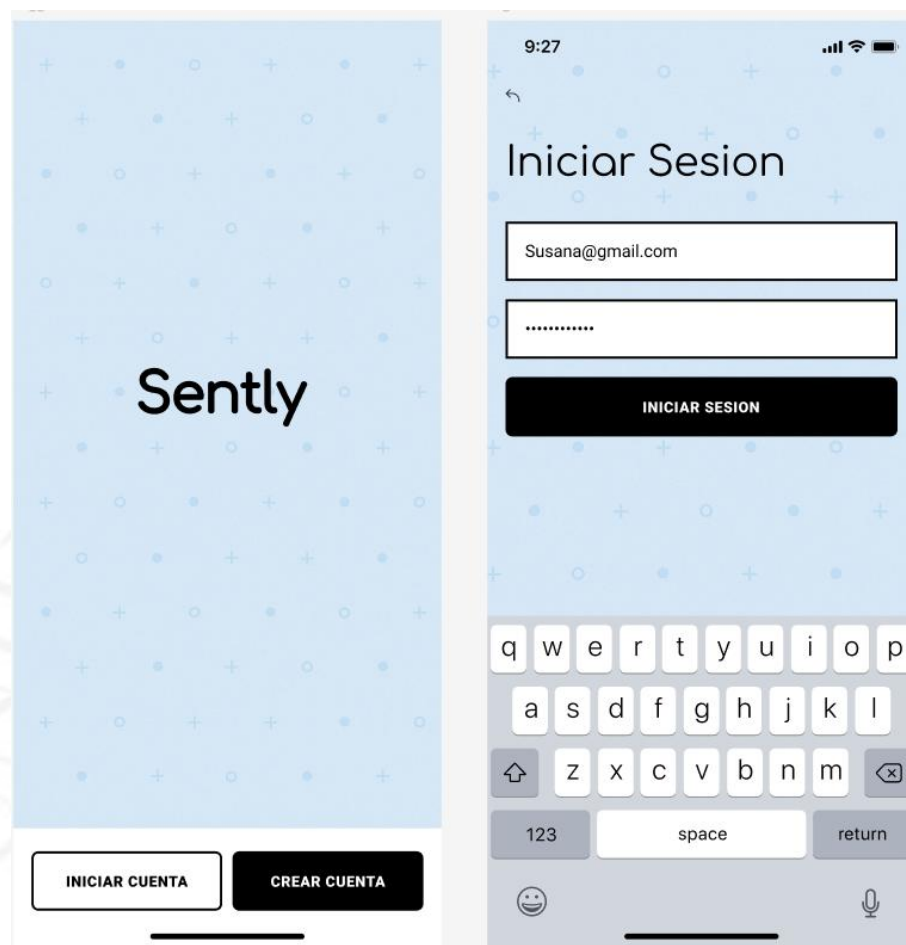 Sently
INICIAR CUENTA
CREAR CUENTA
9:27
Iniciar Sesion
Susana@gmail.com
••••••••••••
INICIAR SESION
q w e r t y u i o p
a s d f g h j k l
z x c v b n m
123 space return